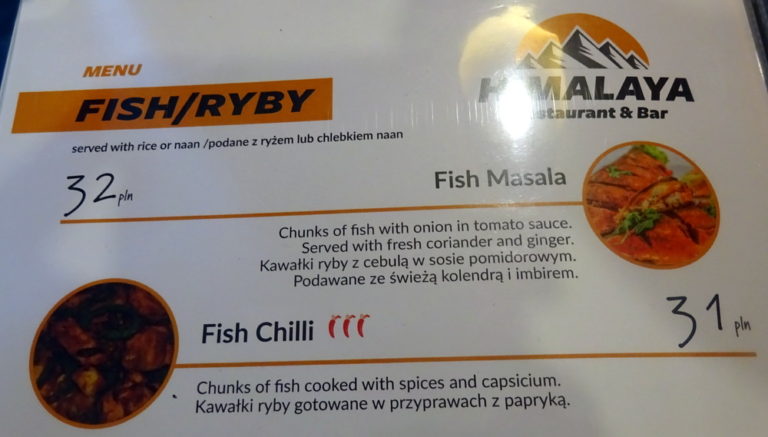 MENU
FISH/RYBY
HIMALAYA
Restaurant & Bar
served with rice or naan /podane z ryżem lub chlebkiem naan
32 pln
Fish Masala
Chunks of fish with onion in tomato sauce.
Served with fresh coriander and ginger.
Kawałki ryby z cebulą w sosie pomidorowym.
Podawane ze świeżą kolendrą i imbirem.
Fish Chilli
31 pln
Chunks of fish cooked with spices and capsicium.
Kawałki ryby gotowane w przyprawach z papryką.